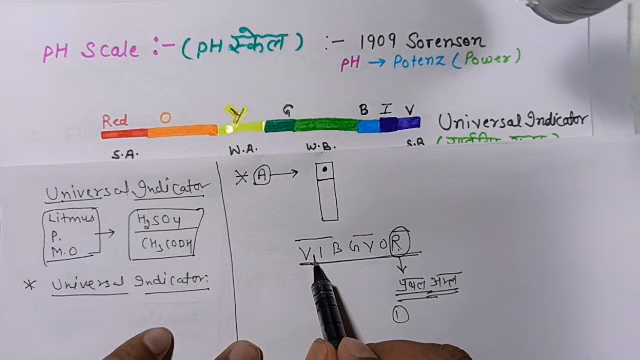 pH Scale :- (pH स्केल) :- 1909 Sorenson
pH → Potenz (Power)
Red O Y G B I V
Universal Indicator
S.A. W.A. W.B. S.B
Universal Indicator
Litmus
P.
M.O
→
H2SO4
CH3COOH
* Universal Indicator:
* A →
V I B G Y O R
प्रबल अम्ल
1